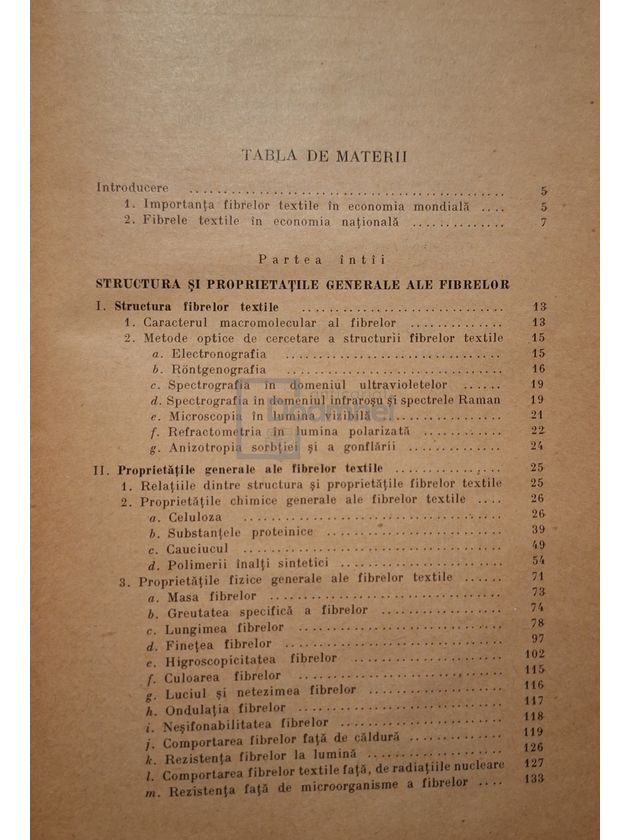 TABLA DE MATERII
Introducere .......... 5
1. Importanța fibrelor textile în economia mondială .... 5
2. Fibrele textile în economia națională .............. 7
Partea întîi
STRUCTURA ȘI PROPRIETĂȚILE GENERALE ALE FIBRELOR
I. Structura fibrelor textile .......... 13
1. Caracterul macromolecular al fibrelor .......... 13
2. Metode optice de cercetare a structurii fibrelor textile 15
a. Electronografia .......... 15
b. Röntgenografia .......... 16
c. Spectrografia în domeniul ultravioletelor ...... 19
d. Spectrografia în domeniul infraroșu și spectrele Raman 19
e. Microscopia în lumina vizibilă .......... 21
f. Refractometria în lumina polarizată .......... 22
g. Anizotropia sorbției și a gonflării .......... 24
II. Proprietățile generale ale fibrelor textile .......... 25
1. Relațiile dintre structura și proprietățile fibrelor textile 25
2. Proprietățile chimice generale ale fibrelor textile .... 26
a. Celuloza .......... 26
b. Substanțele proteinice .......... 39
c. Cauciucul .......... 49
d. Polimerii înalți sintetici .......... 54
3. Proprietățile fizice generale ale fibrelor textile ...... 71
a. Masa fibrelor .......... 73
b. Greutatea specifică a fibrelor .......... 74
c. Lungimea fibrelor .......... 78
d. Finețea fibrelor .......... 97
e. Higroscopicitatea fibrelor .......... 102
f. Culoarea fibrelor .......... 115
g. Luciul și netezimea fibrelor .......... 116
h. Ondulația fibrelor .......... 117
i. Neșifonabilitatea fibrelor .......... 118
j. Comportarea fibrelor față de căldură .......... 119
k. Rezistența fibrelor la lumină .......... 126
l. Comportarea fibrelor textile față, de radiațiile nucleare 127
m. Rezistența față de microorganisme a fibrelor .... 133